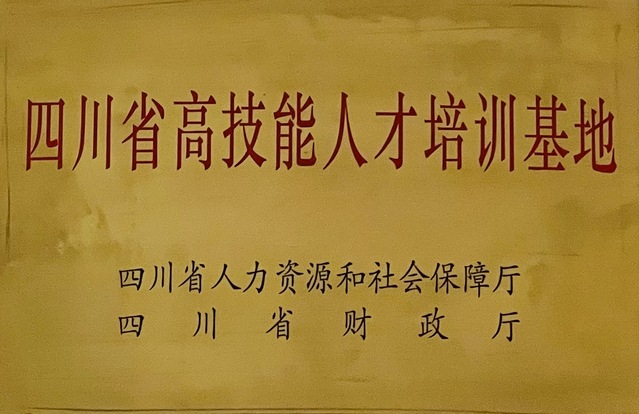 四川省高技能人才培训基地
四川省人力资源和社会保障厅
四川省财政厅